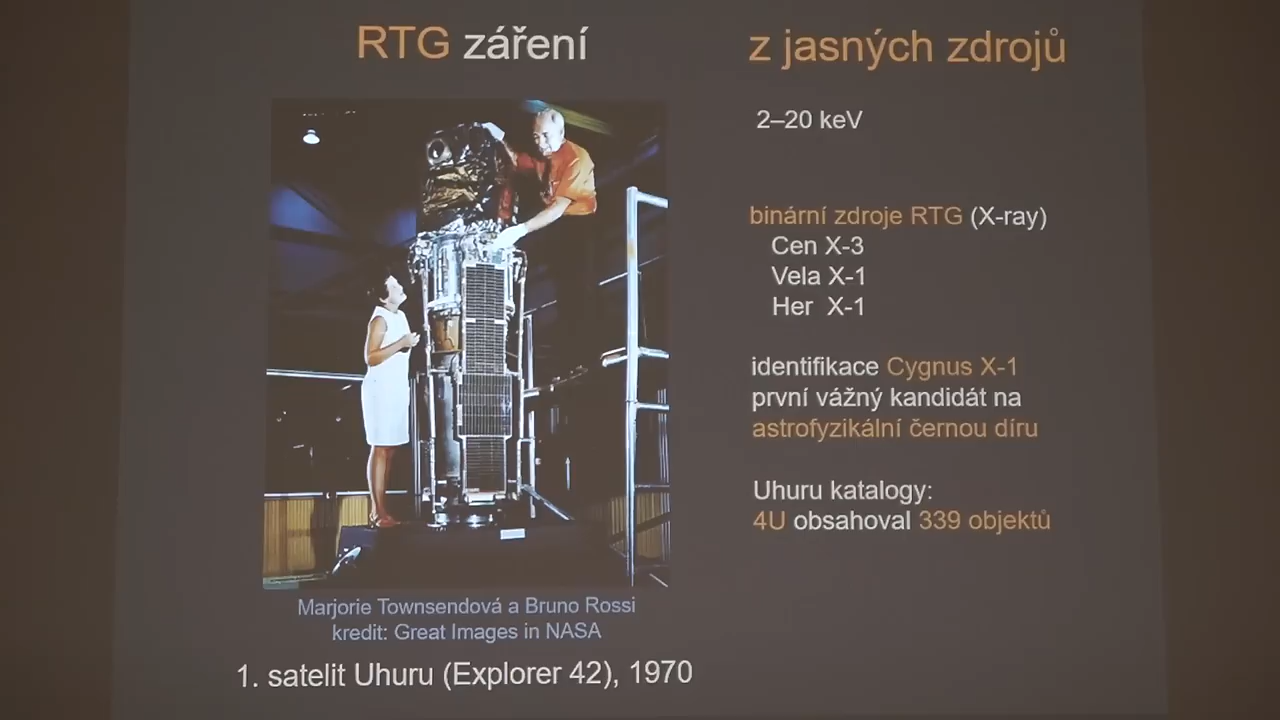 RTG záření
z jasných zdrojů
2–20 keV
binární zdroje RTG (X-ray)
Cen X-3
Vela X-1
Her X-1
identifikace Cygnus X-1
první vážný kandidát na
astrofyzikální černou díru
Uhuru katalogy:
4U obsahoval 339 objektů
Marjorie Townsendová a Bruno Rossi
kredit: Great Images in NASA
1. satelit Uhuru (Explorer 42), 1970